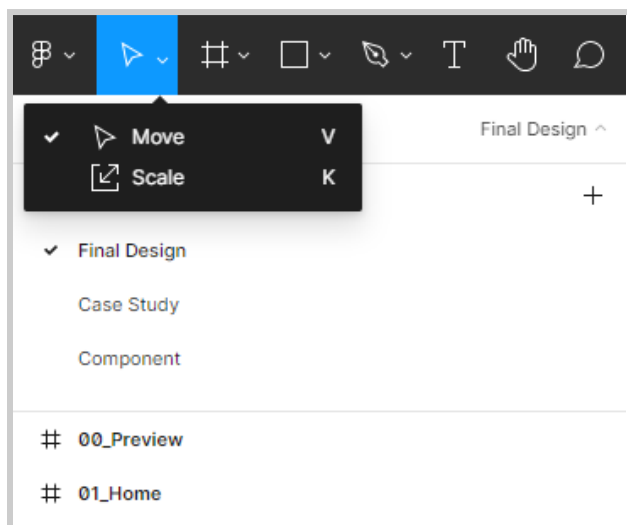 T
Move V
Final Design
Scale K
Final Design
Case Study
Component
00_Preview
01_Home